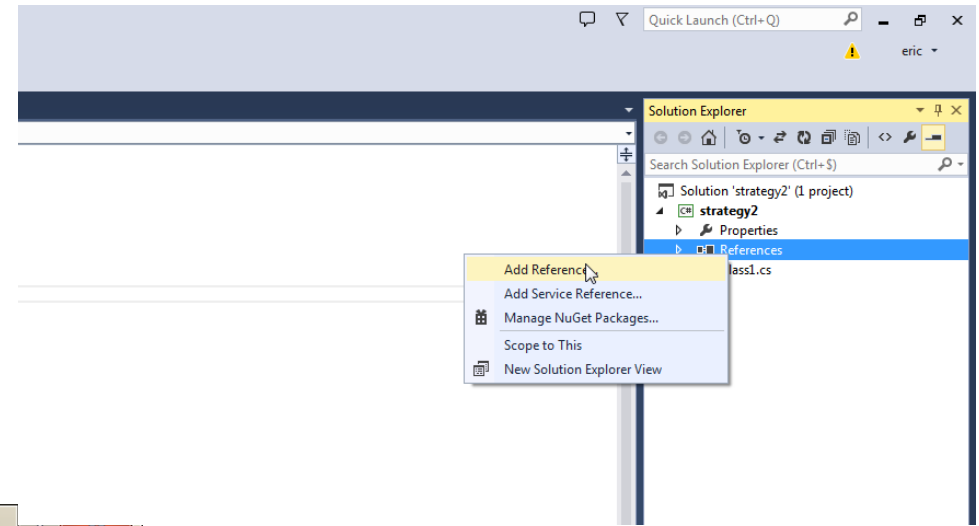 Quick Launch (Ctrl+Q)
eric
Solution Explorer
Search Solution Explorer (Ctrl+$)
Solution 'strategy2' (1 project)
C# strategy2
Properties
References
lass1.cs
Add Reference
Add Service Reference...
Manage NuGet Packages...
Scope to This
New Solution Explorer View